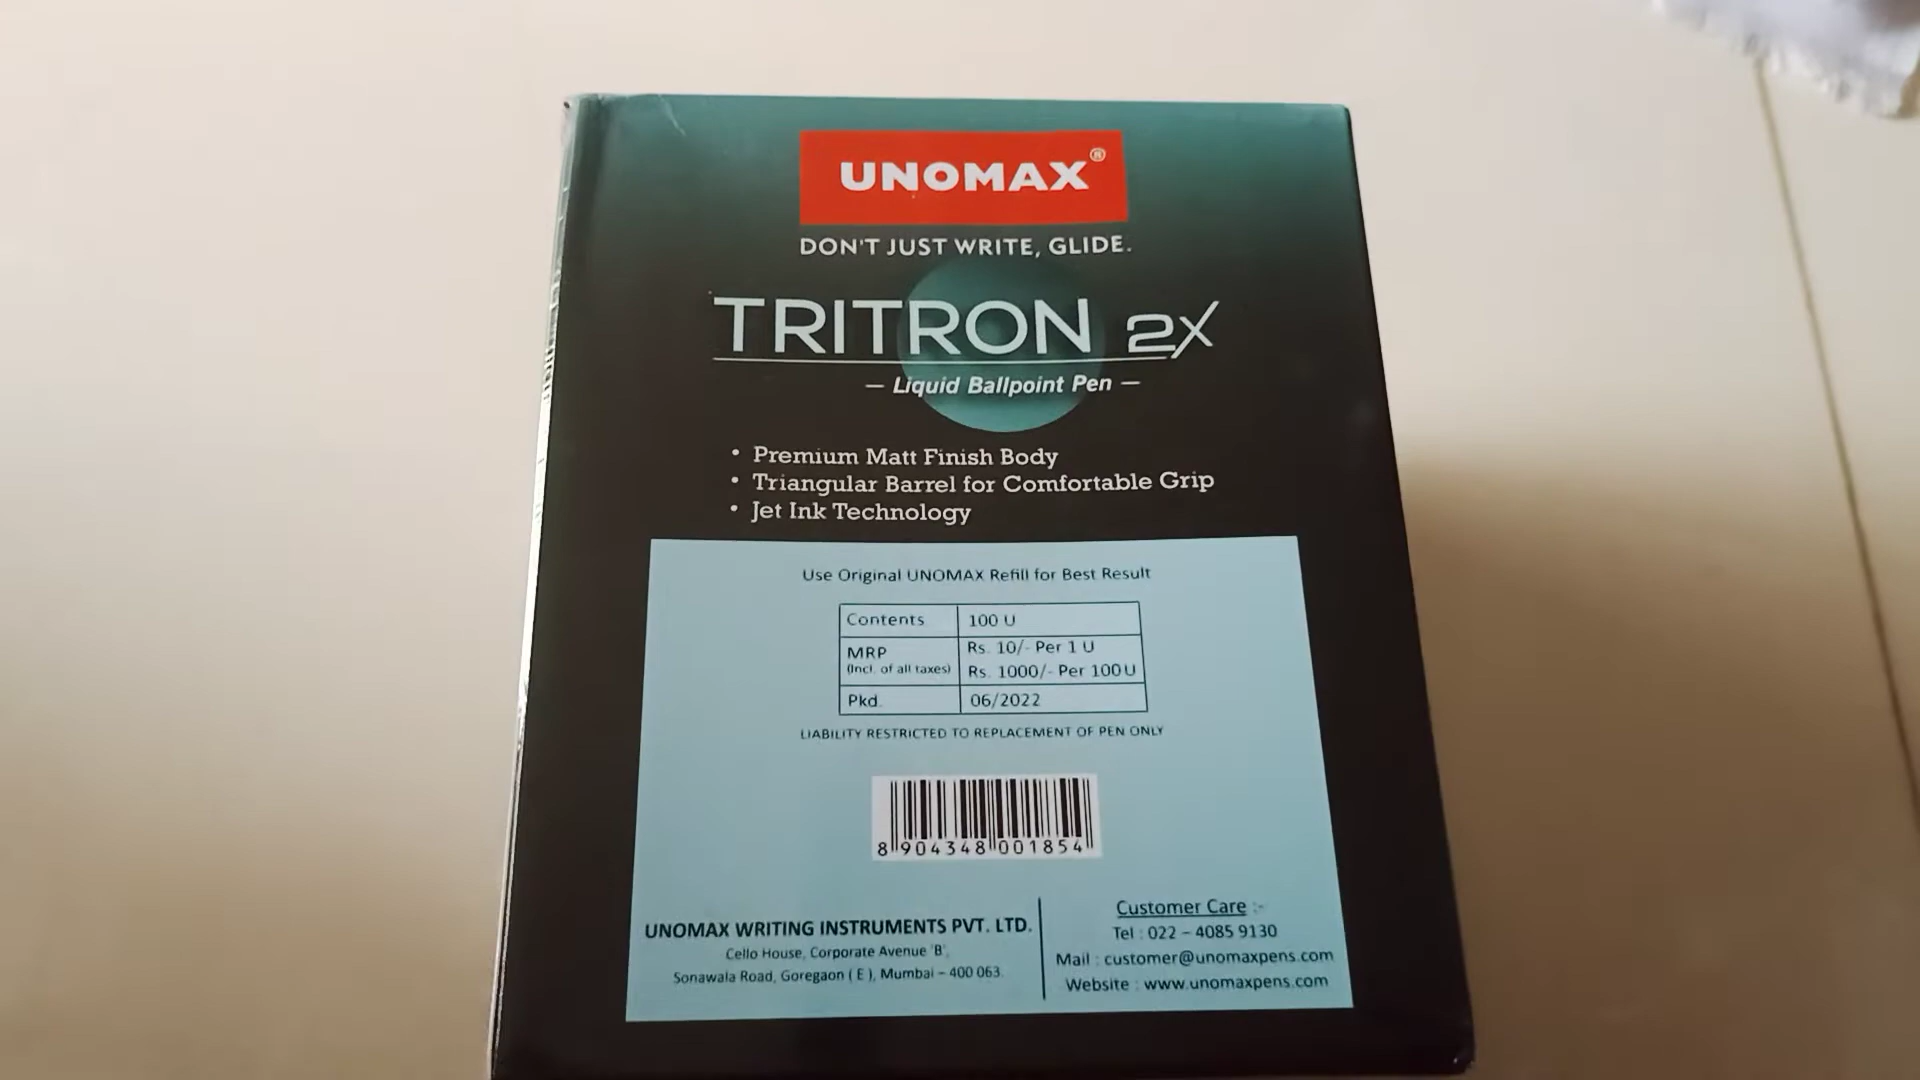 UNOMAX®
DON'T JUST WRITE, GLIDE.
TRITRON 2X
– Liquid Ballpoint Pen –
• Premium Matt Finish Body
• Triangular Barrel for Comfortable Grip
• Jet Ink Technology
Use Original UNOMAX Refill for Best Result
Contents 100 U
MRP (Incl. of all taxes) Rs. 10/- Per 1 U
Rs. 1000/- Per 100 U
Pkd. 06/2022
LIABILITY RESTRICTED TO REPLACEMENT OF PEN ONLY
8 904348 001854
UNOMAX WRITING INSTRUMENTS PVT. LTD.
Cello House, Corporate Avenue 'B',
Sonawala Road, Goregaon ( E ), Mumbai – 400 063.
Customer Care :-
Tel : 022 – 4085 9130
Mail : customer@unomaxpens.com
Website : www.unomaxpens.com